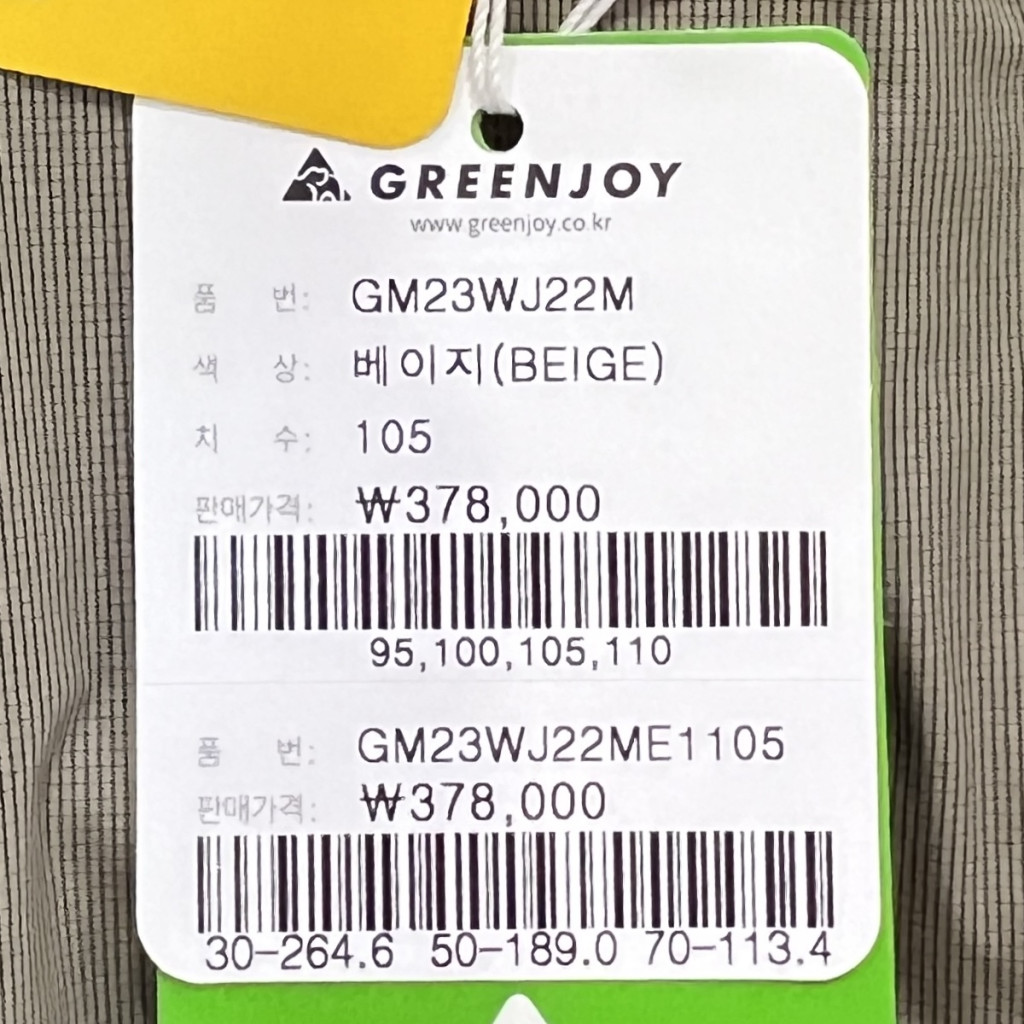 GREENJOY
www.greenjoy.co.kr
품 번: GM23WJ22M
색 상: 베이지(BEIGE)
치 수: 105
판매가격: ₩378,000
95,100,105,110
품 번: GM23WJ22ME1105
판매가격: ₩378,000
30-264.6 50-189.0 70-113.4